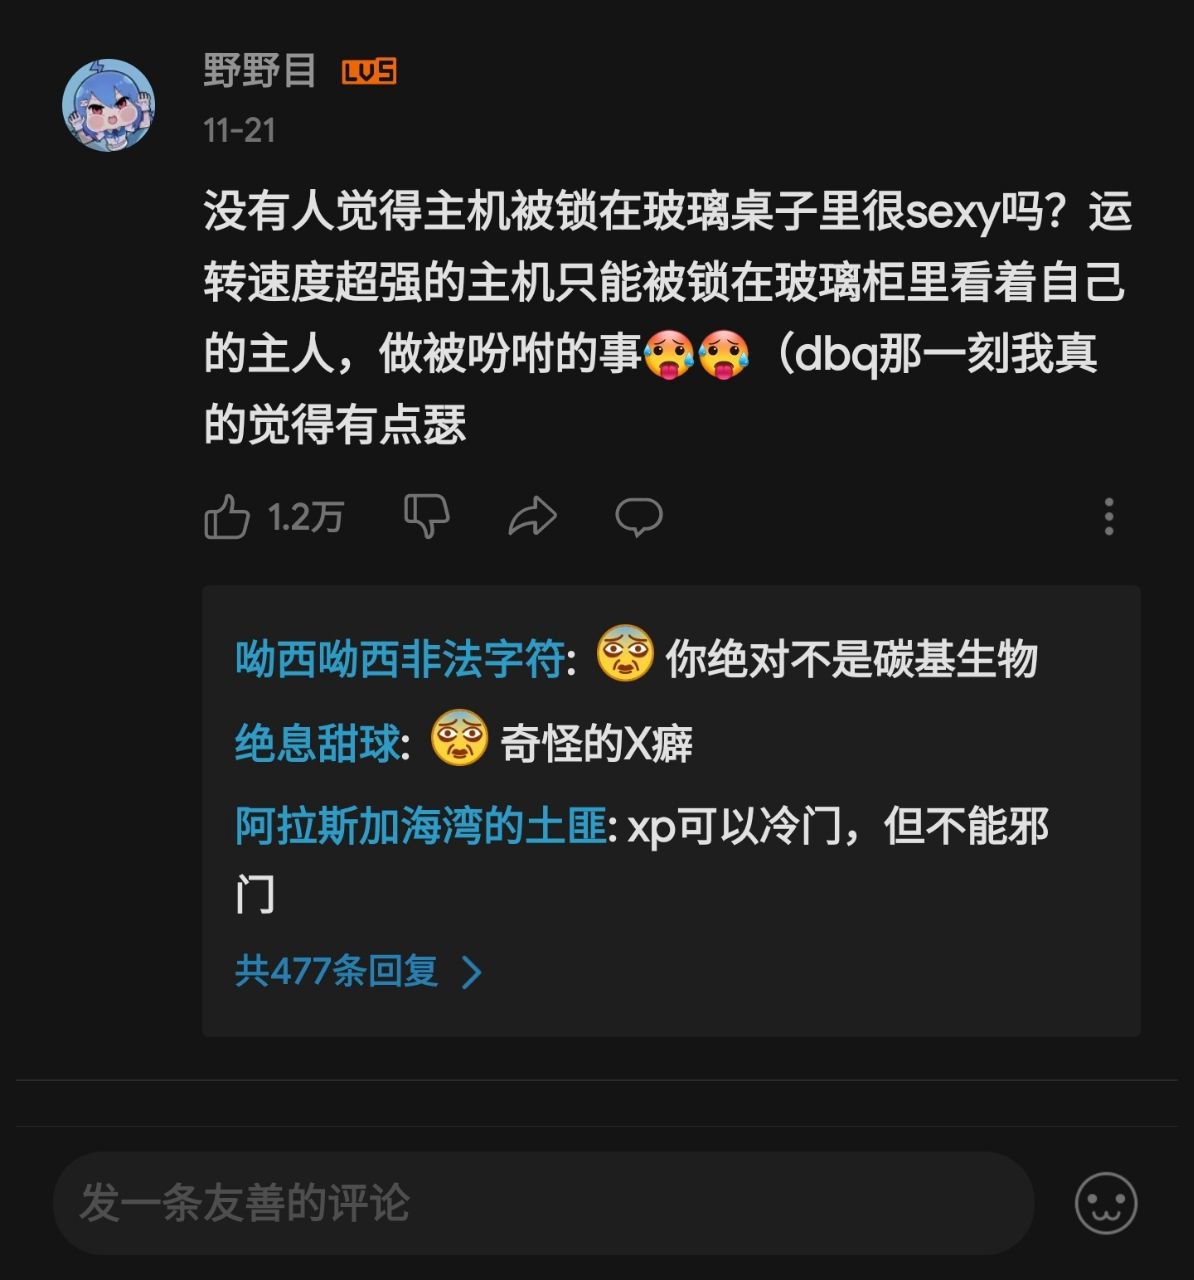 野野目 LV5
11-21
没有人觉得主机被锁在玻璃桌子里很sexy吗？运
转速度超强的主机只能被锁在玻璃柜里看着自己
的主人，做被吩咐的事🥵🥵（dbq那一刻我真
的觉得有点瑟
1.2万
呦西呦西非法字符: 你绝对不是碳基生物
绝息甜球: 奇怪的X癖
阿拉斯加海湾的土匪: xp可以冷门，但不能邪
门
共477条回复
发一条友善的评论